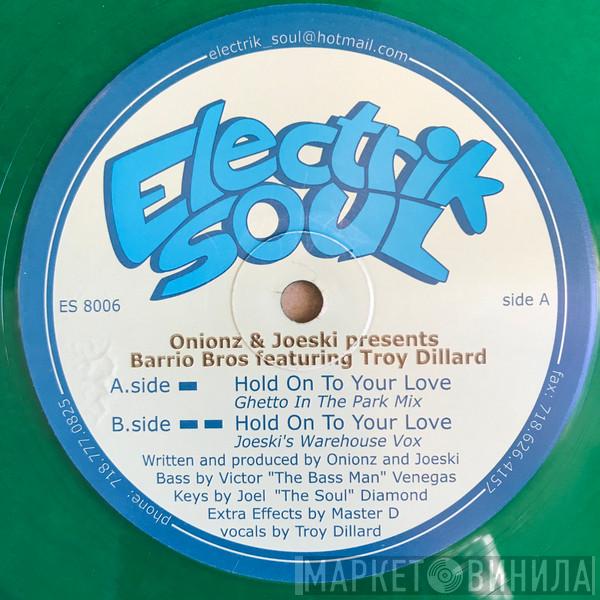 electrik_soul@hotmail.com
Electrik
SOUL
ES 8006
side A
Onionz & Joeski presents
Barrio Bros featuring Troy Dillard
A.side Hold On To Your Love
Ghetto In The Park Mix
B.side Hold On To Your Love
Joeski's Warehouse Vox
Written and produced by Onionz and Joeski
Bass by Victor "The Bass Man" Venegas
Keys by Joel "The Soul" Diamond
Extra Effects by Master D
vocals by Troy Dillard
phone: 718.777.0825
fax: 718.626.4157
МАРКЕТ ВИНИЛА